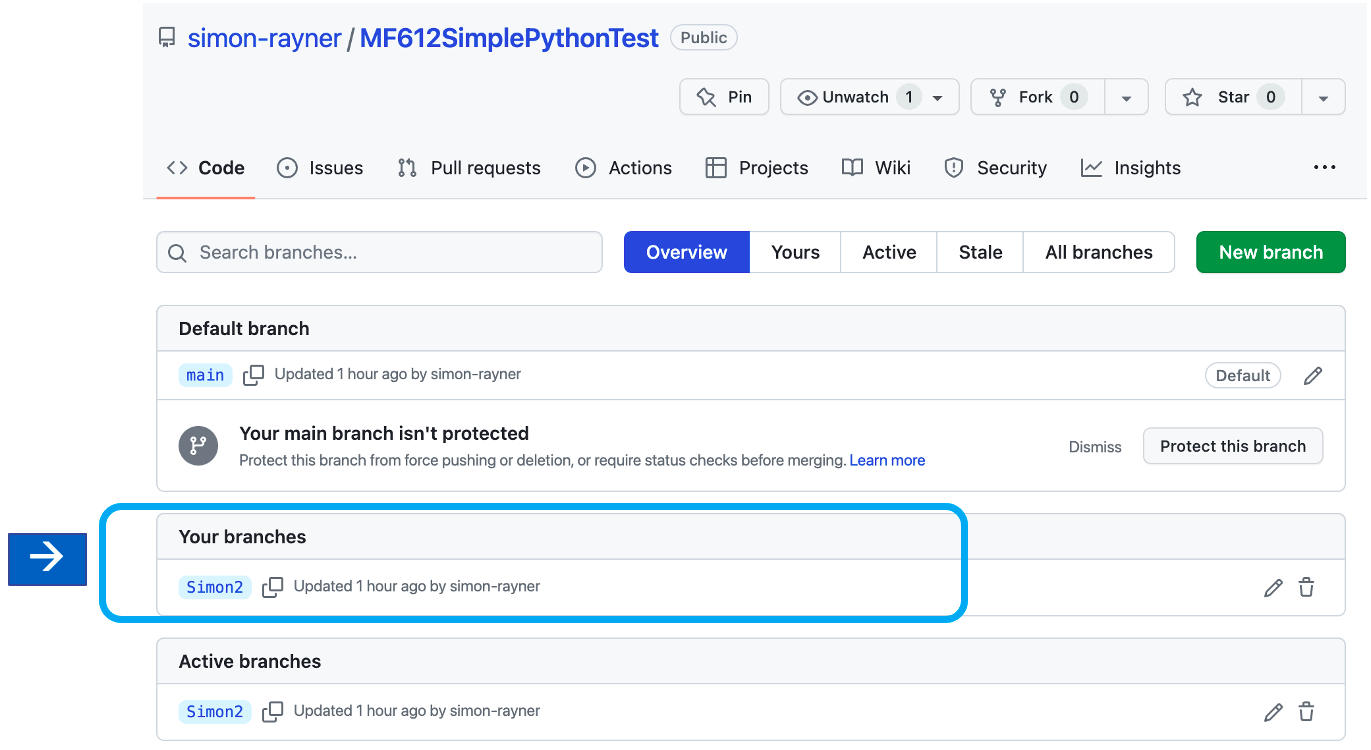 simon-rayner / MF612SimplePythonTest Public
Pin Unwatch 1 Fork 0 Star 0
Code Issues Pull requests Actions Projects Wiki Security Insights
Search branches... Overview Yours Active Stale All branches New branch
Default branch
main Updated 1 hour ago by simon-rayner Default
Your main branch isn't protected
Protect this branch from force pushing or deletion, or require status checks before merging. Learn more
Dismiss Protect this branch
Your branches
Simon2 Updated 1 hour ago by simon-rayner
Active branches
Simon2 Updated 1 hour ago by simon-rayner